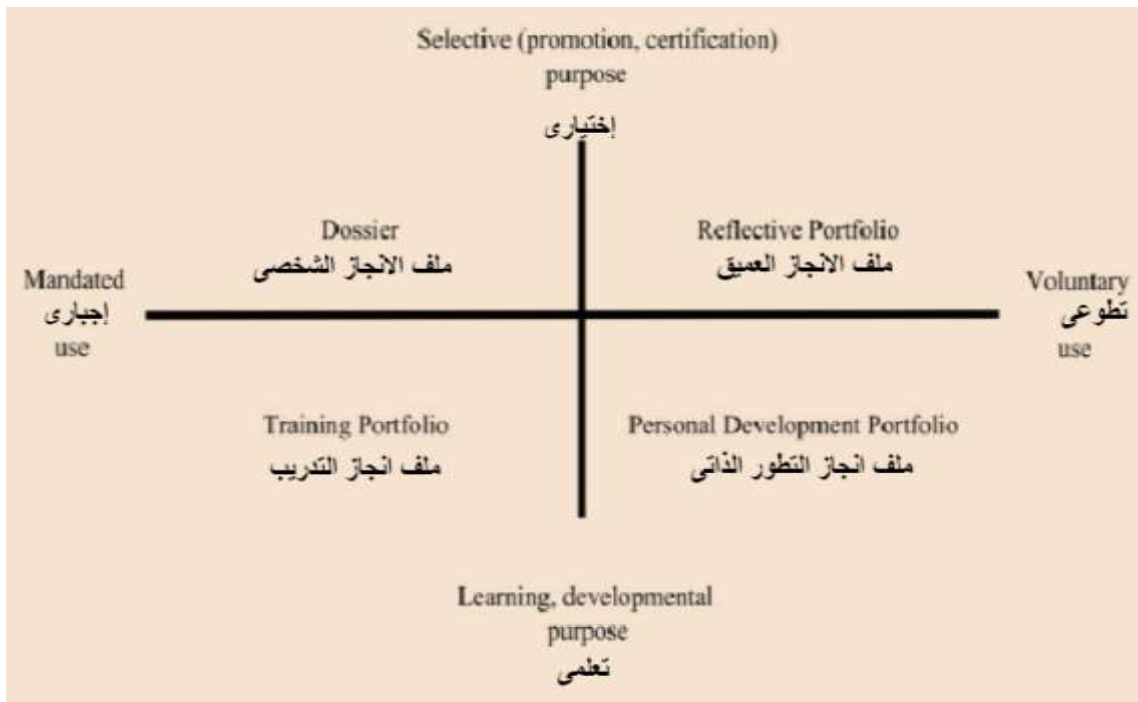 Selective (promotion, certification)
purpose
إختيارى
Dossier
ملف الانجاز الشخصى
Reflective Portfolio
ملف الانجاز العميق
Mandated
إجبارى
use
Voluntary
تطوعى
use
Training Portfolio
ملف انجاز التدريب
Personal Development Portfolio
ملف انجاز التطور الذاتى
Learning, developmental
purpose
تعلمى